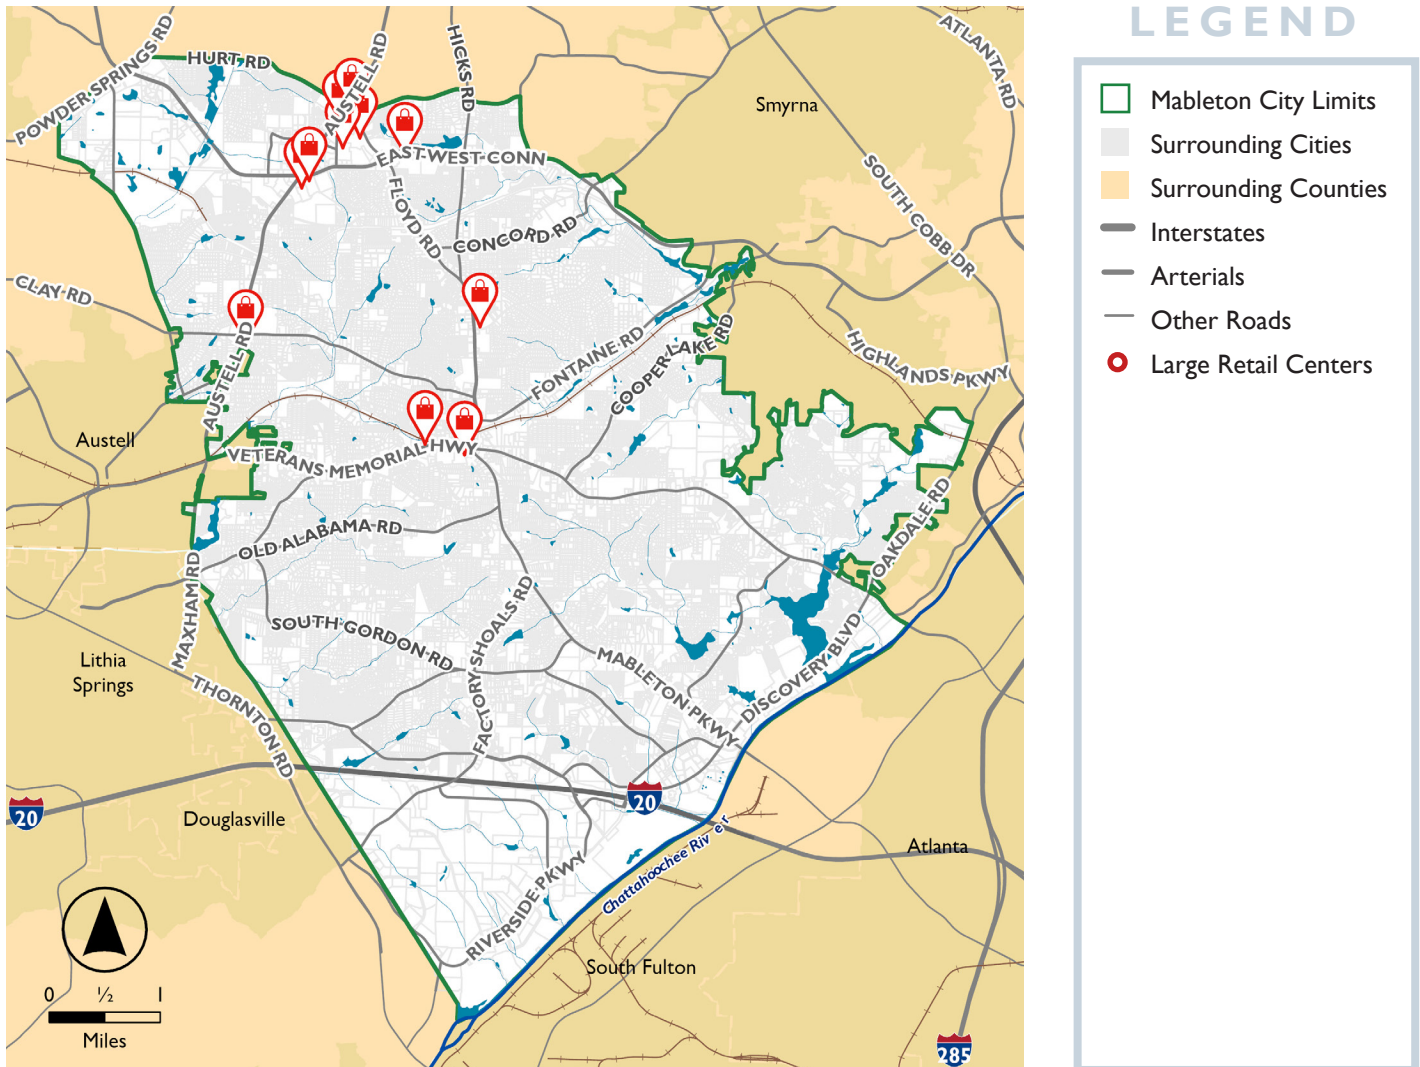 LEGEND
Mableton City Limits
Surrounding Cities
Surrounding Counties
Interstates
Arterials
Other Roads
Large Retail Centers
POWDER SPRINGS RD
HURT RD
AUSTELL RD
HICKS RD
ATLANTA RD
Smyrna
EAST-WEST CONN
FLOYD RD
CONCORD RD
SOUTH COBB DR
CLAY RD
AUSTELL RD
FONTAINE RD
COOPER LAKE RD
HIGHLANDS PKWY
Austell
VETERANS MEMORIAL HWY
OLD ALABAMA RD
OAKDALE RD
MAXHAM RD
SOUTH GORDON RD
FACTORY SHOALS RD
MABLETON PKWY
DISCOVERY BLVD
Lithia
Springs
THORNTON RD
20
20
Douglasville
Atlanta
Chattahoochee River
RIVERSIDE PKWY
South Fulton
0 ½ 1
Miles
285